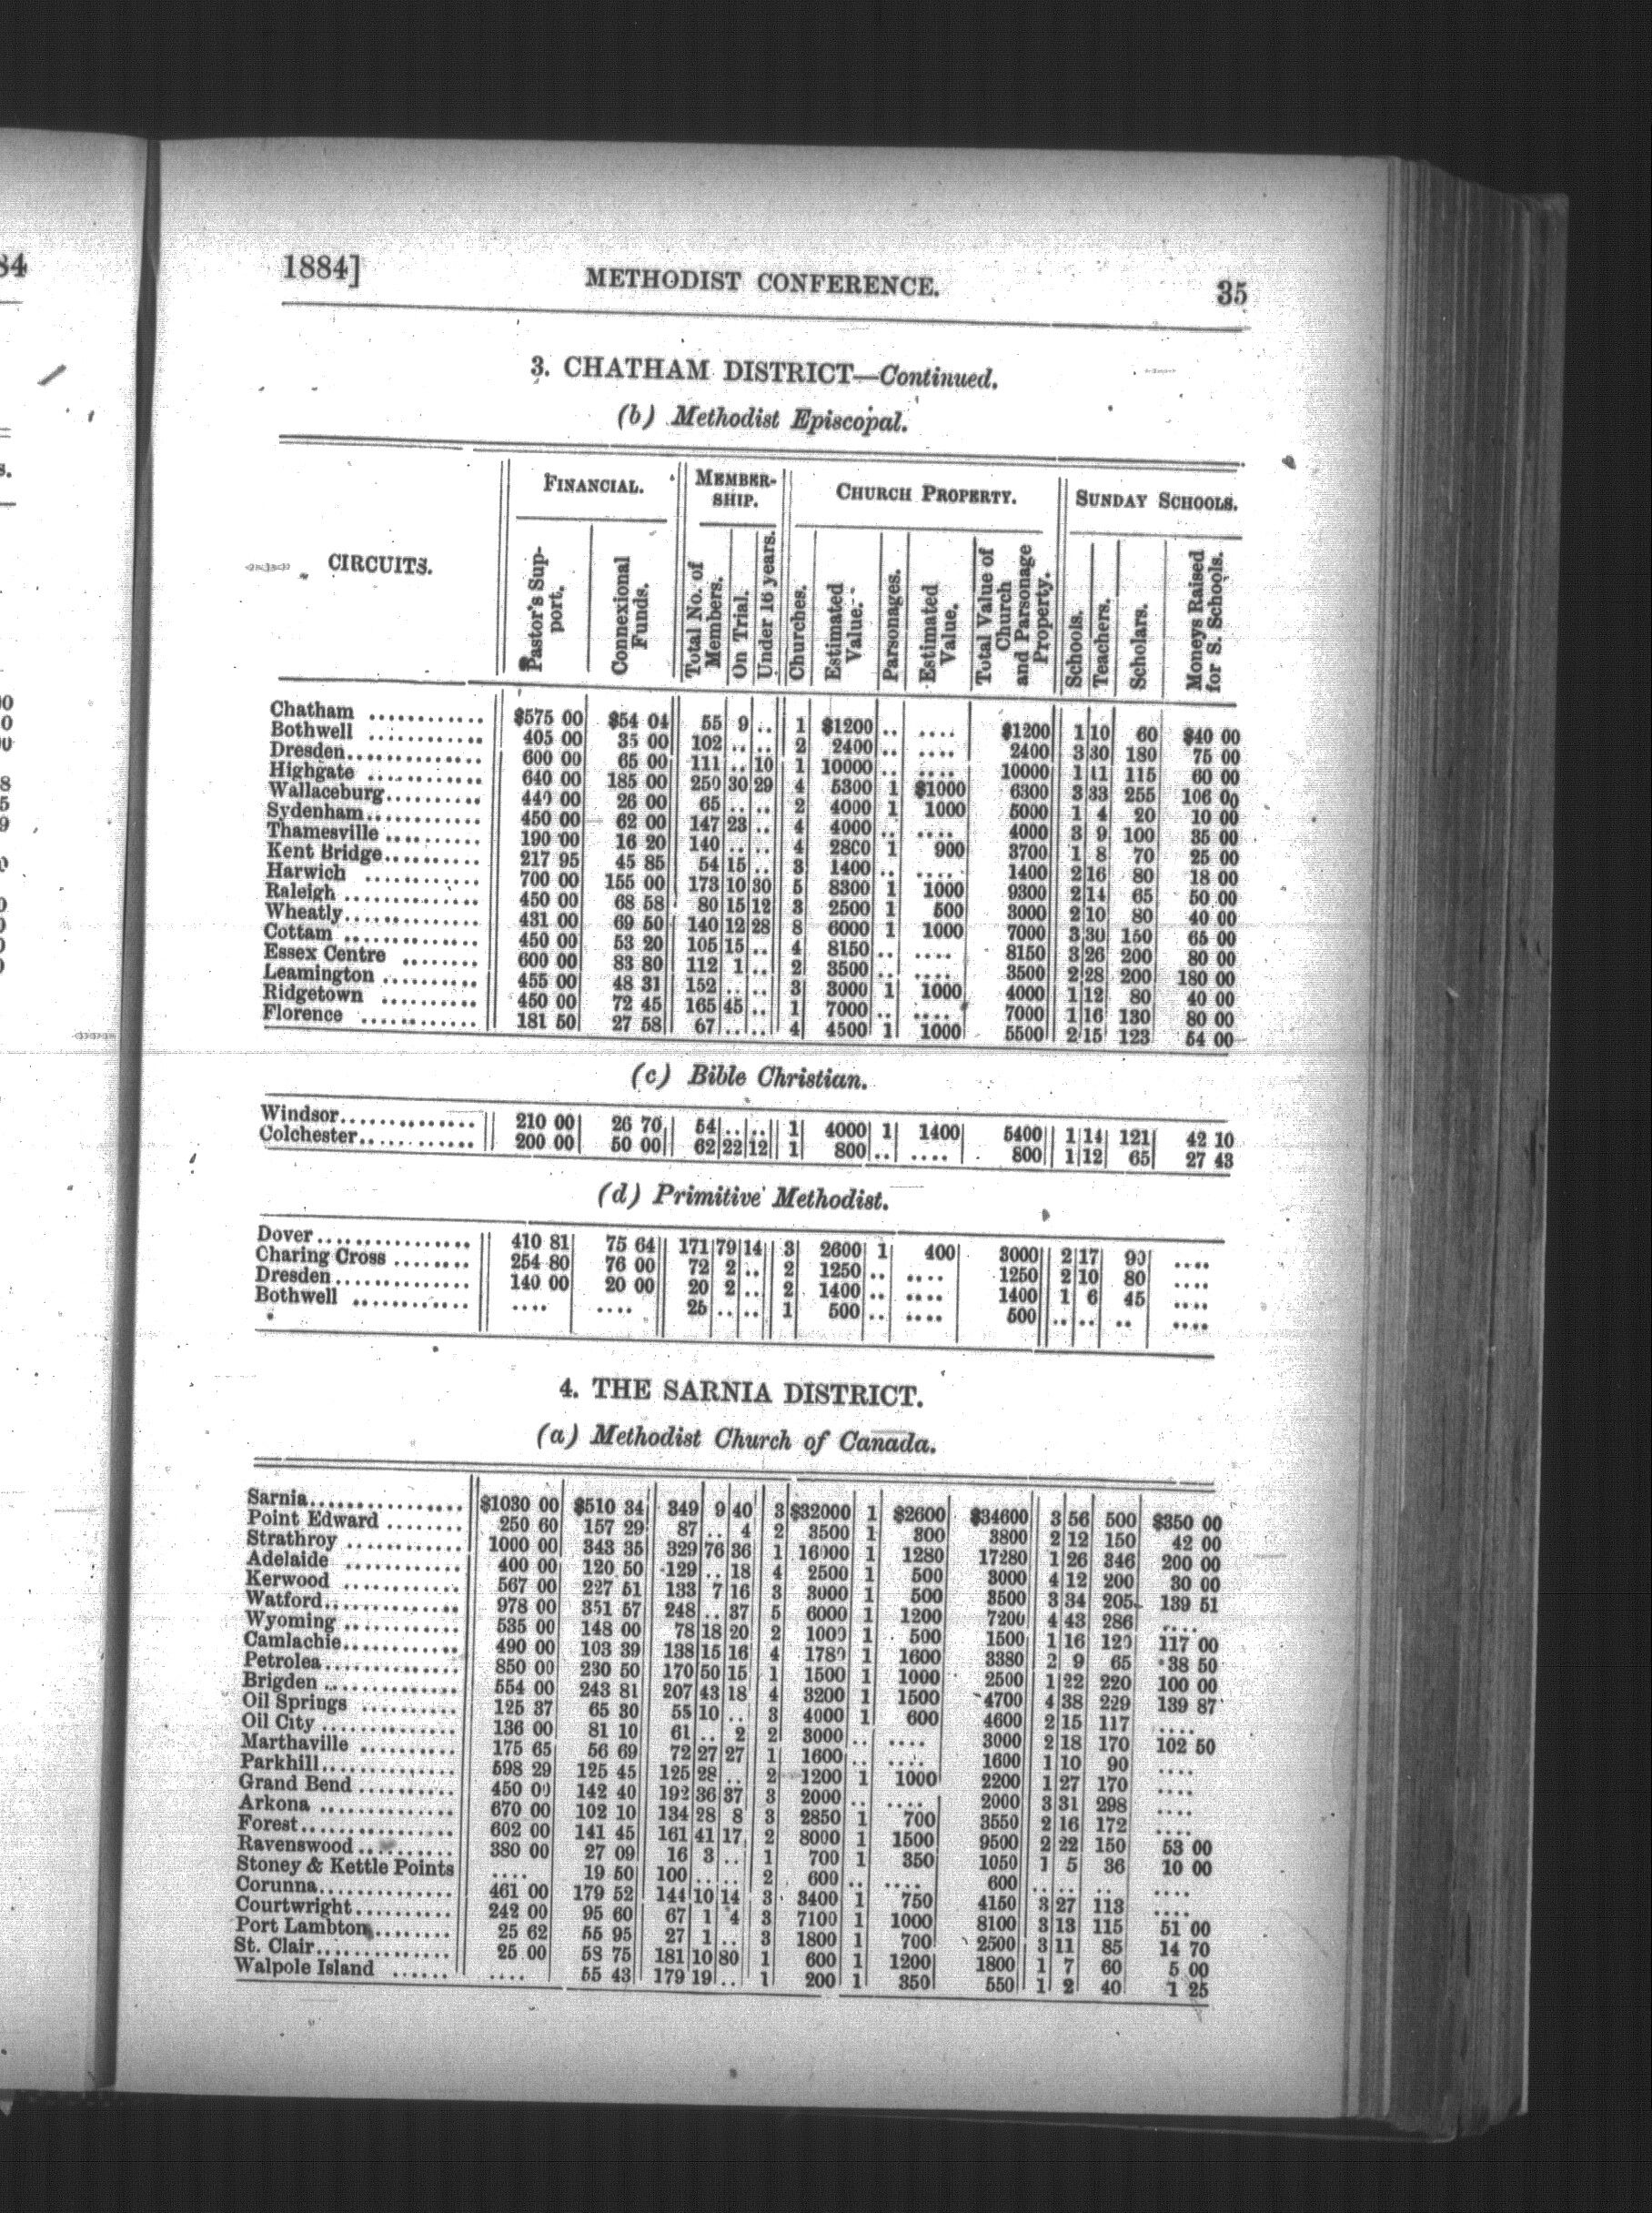 1884] METHODIST CONFERENCE. 35
3. CHATHAM DISTRICT—Continued.
(b) Methodist Episcopal.
CIRCUITS. FINANCIAL. MEMBER-SHIP. CHURCH PROPERTY. SUNDAY SCHOOLS.
Pastor's Sup-port. Connexional Funds. Total No. of Members. On Trial. Under 16 years. Churches. Estimated Value. Parsonages. Estimated Value. Total Value of Church and Parsonage Property. Schools. Teachers. Scholars. Moneys Raised for S. Schools.
Chatham ............ $575 00 $54 04 55 9 .. 1 $1200 .. .... $1200 1 10 60 $40 00
Bothwell ............ 405 00 35 00 102 .. .. 2 2400 .. .... 2400 3 30 180 75 00
Dresden.............. 600 00 65 00 111 .. 10 1 10000 .. .... 10000 1 11 115 60 00
Highgate ............ 640 00 185 00 250 30 29 4 5300 1 $1000 6300 3 33 255 106 00
Wallaceburg.......... 440 00 26 00 65 .. .. 2 4000 1 1000 5000 1 4 20 10 00
Sydenham............ 450 00 62 00 147 23 .. 4 4000 .. .... 4000 3 9 100 35 00
Thamesville .......... 190 00 16 20 140 .. .. 4 2800 1 900 3700 1 8 70 25 00
Kent Bridge.......... 217 95 45 85 54 15 .. 3 1400 .. .... 1400 2 16 80 18 00
Harwich ............ 700 00 155 00 173 10 30 5 8300 1 1000 9300 2 14 65 50 00
Raleigh .............. 450 00 68 58 80 15 12 3 2500 1 500 3000 2 10 80 40 00
Wheatly.............. 431 00 69 50 140 12 28 8 6000 1 1000 7000 3 30 150 65 00
Cottam .............. 450 00 53 20 105 15 .. 4 8150 .. .... 8150 3 26 200 80 00
Essex Centre ........ 600 00 83 80 112 1 .. 2 3500 .. .... 3500 2 28 200 180 00
Leamington .......... 455 00 48 31 152 .. .. 3 3000 1 1000 4000 1 12 80 40 00
Ridgetown .......... 450 00 72 45 165 45 .. 1 7000 .. .... 7000 1 16 130 80 00
Florence ............ 181 50 27 58 67 .. .. 4 4500 1 1000 5500 2 15 123 54 00
(c) Bible Christian.
Windsor.............. 210 00 26 70 54 .. .. 1 4000 1 1400 5400 1 14 121 42 10
Colchester............ 200 00 50 00 62 22 12 1 800 .. .... 800 1 12 65 27 43
(d) Primitive Methodist.
Dover................ 410 81 75 64 171 79 14 3 2600 1 400 3000 2 17 90 ....
Charing Cross ........ 254 80 76 00 72 2 .. 2 1250 .. .... 1250 2 10 80 ....
Dresden.............. 140 00 20 00 20 2 .. 2 1400 .. .... 1400 1 6 45 ....
Bothwell ............ .... .... 25 .. .. 1 500 .. .... 500 .. .. .. ....
4. THE SARNIA DISTRICT.
(a) Methodist Church of Canada.
Sarnia................ $1030 00 $510 34 349 9 40 3 $32000 1 $2600 $34600 3 56 500 $350 00
Point Edward ........ 250 60 157 29 87 .. 4 2 3500 1 300 3800 2 12 150 42 00
Strathroy ............ 1000 00 343 35 329 76 36 1 16000 1 1280 17280 1 26 346 200 00
Adelaide ............ 400 00 120 50 129 .. 18 4 2500 1 500 3000 4 12 200 30 00
Kerwood ............ 567 00 227 51 133 7 16 3 3000 1 500 3500 3 34 205 139 51
Watford.............. 978 00 351 57 248 .. 37 5 6000 1 1200 7200 4 43 286 ....
Wyoming ............ 535 00 148 00 78 18 20 2 1000 1 500 1500 1 16 120 117 00
Camlachie............ 490 00 103 39 138 15 16 4 1780 1 1600 3380 2 9 65 38 50
Petrolea.............. 850 00 230 50 170 50 15 1 1500 1 1000 2500 1 22 220 100 00
Brigden .............. 554 00 243 81 207 43 18 4 3200 1 1500 4700 4 38 229 139 87
Oil Springs .......... 125 37 65 30 55 10 .. 3 4000 1 600 4600 2 15 117 ....
Oil City .............. 136 00 81 10 61 .. 2 2 3000 .. .... 3000 2 18 170 102 50
Marthaville .......... 175 65 56 69 72 27 27 1 1600 .. .... 1600 1 10 90 ....
Parkhill.............. 598 29 125 45 125 28 .. 2 1200 1 1000 2200 1 27 170 ....
Grand Bend .......... 450 00 142 40 192 36 37 3 2000 .. .... 2000 3 31 298 ....
Arkona .............. 670 00 102 10 134 28 8 3 2850 1 700 3550 2 16 172 ....
Forest................ 602 00 141 45 161 41 17 2 8000 1 1500 9500 2 22 150 53 00
Ravenswood.......... 380 00 27 09 16 3 .. 1 700 1 350 1050 1 5 36 10 00
Stoney & Kettle Points .... 19 50 100 .. .. 2 600 .. .... 600 .. .. .. ....
Corunna.............. 461 00 179 52 144 10 14 3 3400 1 750 4150 3 27 113 ....
Courtwright.......... 242 00 95 60 67 1 4 3 7100 1 1000 8100 3 13 115 51 00
Port Lambton........ 25 62 55 95 27 1 .. 3 1800 1 700 2500 3 11 85 14 70
St. Clair.............. 25 00 58 75 181 10 80 1 600 1 1200 1800 1 7 60 5 00
Walpole Island ...... .... 55 43 179 19 .. 1 200 1 350 550 1 2 40 1 25